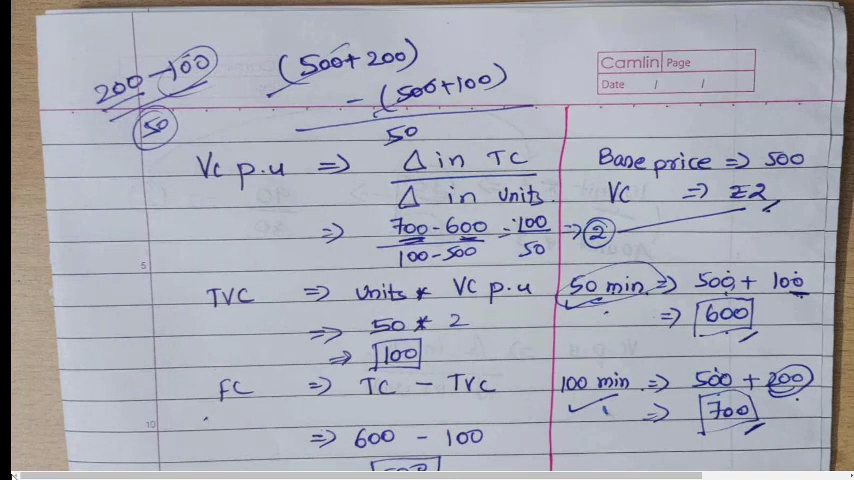 Camlin Page
Date / /
200 - 100
50
(500 + 200)
- (500+100)
50
VC p.u => Δ in TC
Δ in units
=> 700 - 600 = 100 => 2
100 - 500 50
TVC => units * VC p.u
=> 50 * 2
=> 100
FC => TC - TVC
=> 600 - 100
Base price => 500
VC => 2
50 min => 500 + 100
=> 600
100 min => 500 + 200
=> 700
5
10